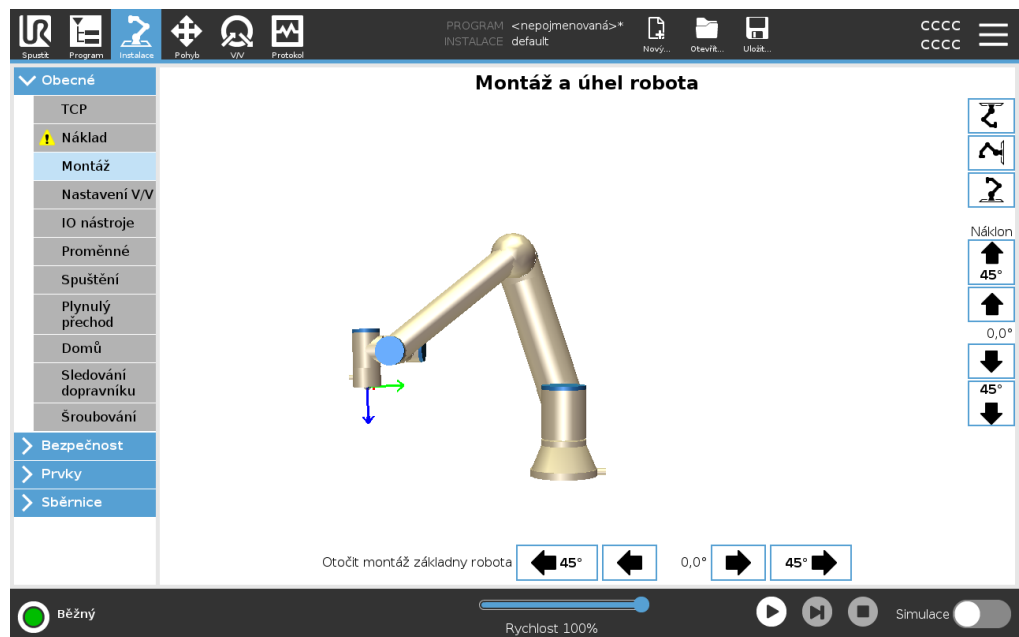 PROGRAM <nepojmenovaná>*
INSTALACE default
CCCC
CCCC
Spustit
Program
Instalace
Pohyb
V/V
Protokol
Nový...
Otevřít...
Uložit...
Obecné
TCP
Náklad
Montáž
Nastavení V/V
IO nástroje
Proměnné
Spuštění
Plynulý
přechod
Domů
Sledování
dopravníku
Šroubování
Bezpečnost
Prvky
Sběrnice
Montáž a úhel robota
Náklon
45°
0,0°
45°
Otočit montáž základny robota
45°
0,0°
45°
Běžný
Rychlost 100%
Simulace